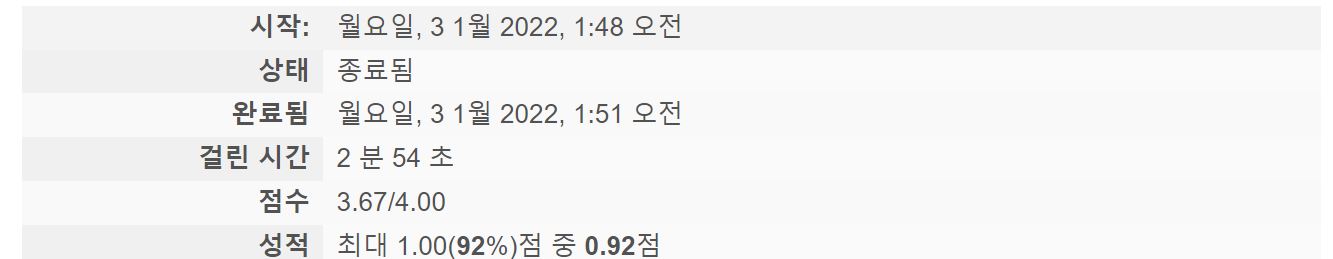 시작: 월요일, 3 1월 2022, 1:48 오전
상태 종료됨
완료됨 월요일, 3 1월 2022, 1:51 오전
걸린 시간 2 분 54 초
점수 3.67/4.00
성적 최대 1.00(92%)점 중 0.92점